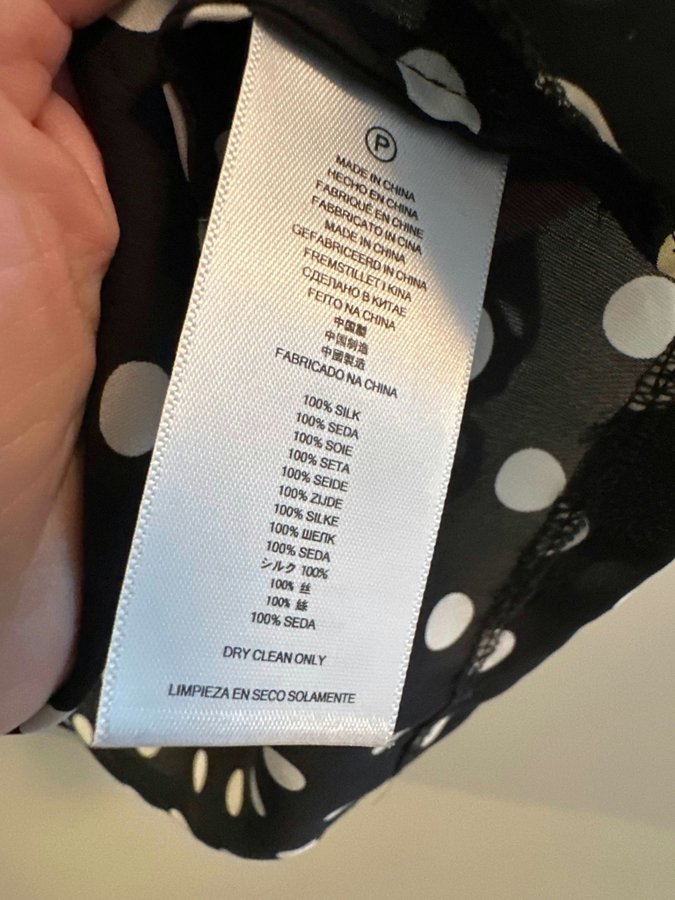 P
MADE IN CHINA
HECHO EN CHINA
FABRIQUÉ EN CHINE
FABBRICATO IN CINA
MADE IN CHINA
GEFABRICEERD IN CHINA
FREMSTILLET I KINA
СДЕЛАНО В КИТАЕ
FEITO NA CHINA
中国製
中国制造
中國製造
FABRICADO NA CHINA
100% SILK
100% SEDA
100% SOIE
100% SETA
100% SEIDE
100% ZIJDE
100% SILKE
100% ШЕЛК
100% SEDA
シルク 100%
100% 丝
100% 絲
100% SEDA
DRY CLEAN ONLY
LIMPIEZA EN SECO SOLAMENTE